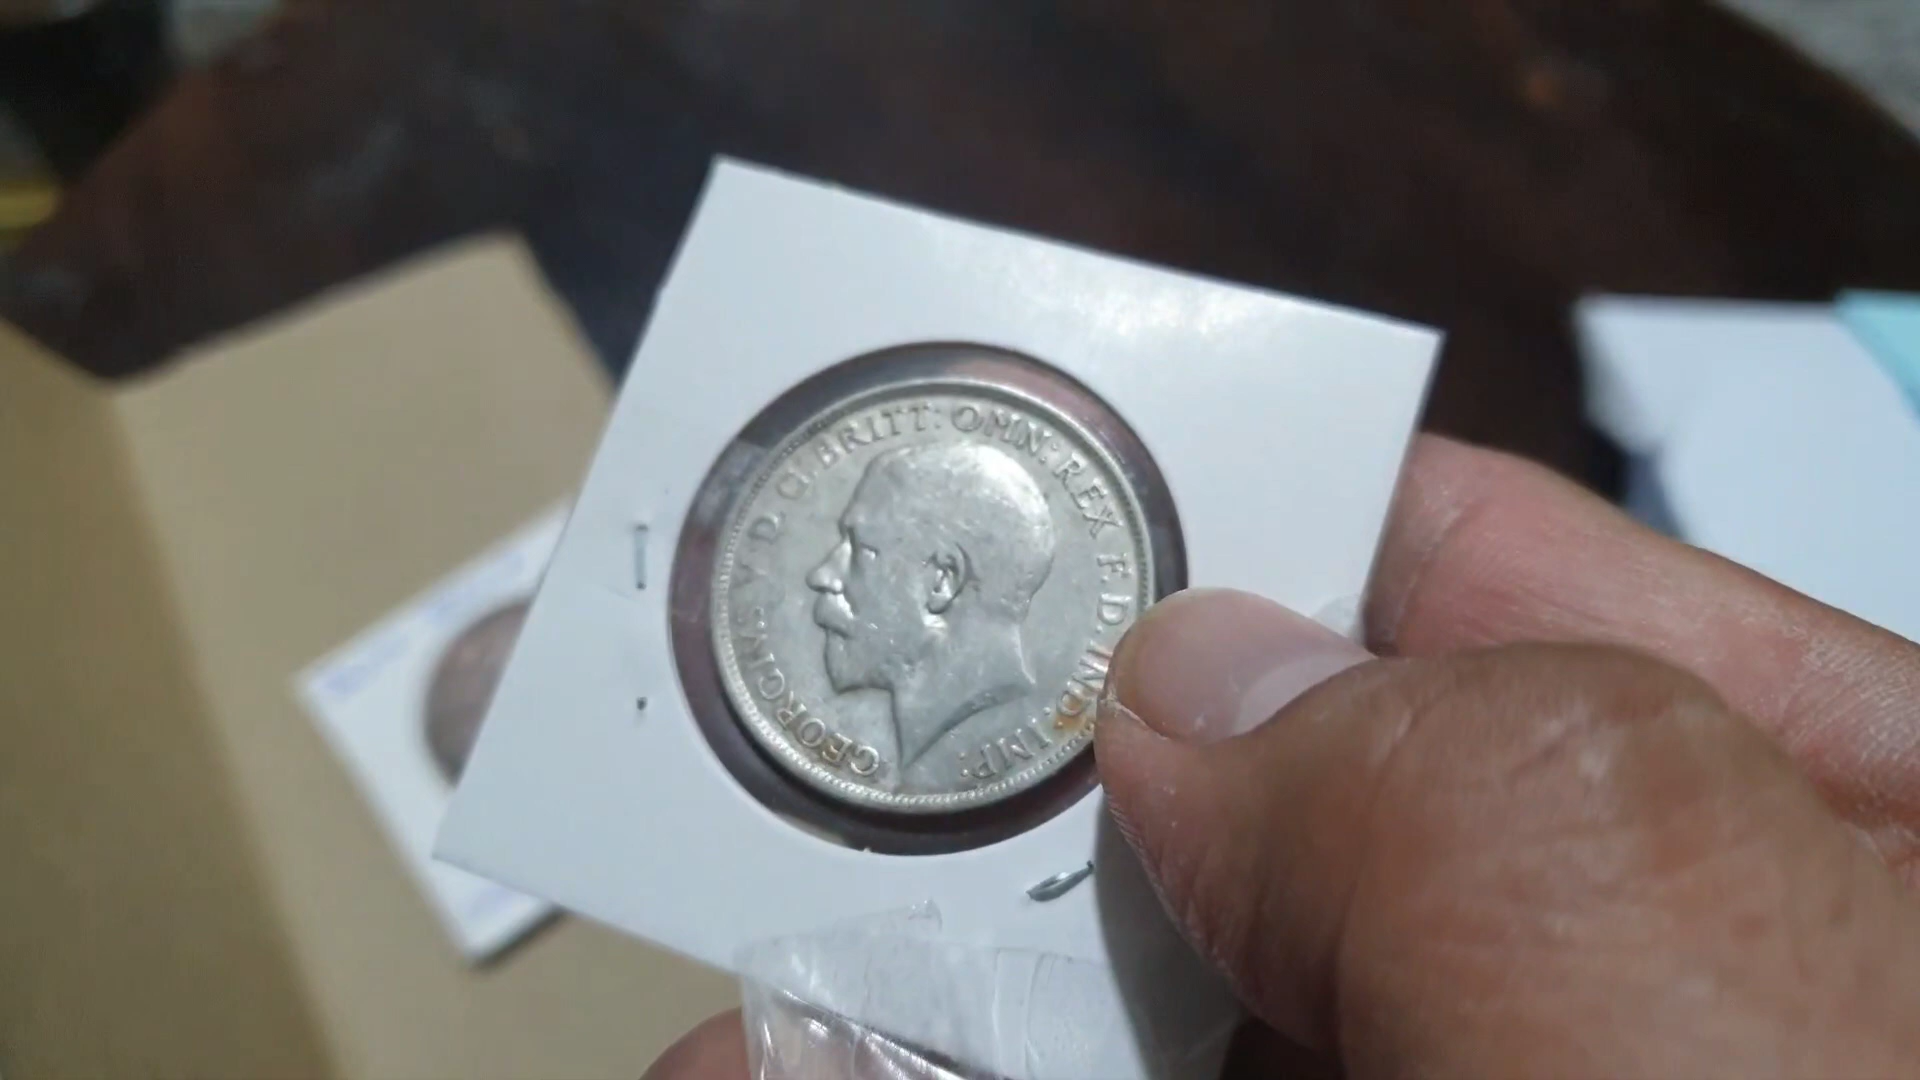 GEORGIVS V D. G. BRITT: OMN: REX F. D. IND: IMP: